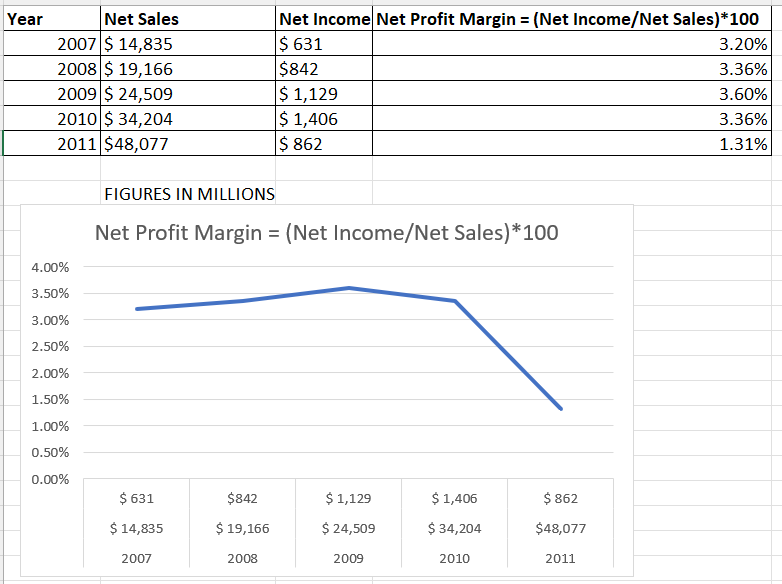 Year Net Sales Net Income Net Profit Margin = (Net Income/Net Sales)*100
2007 $ 14,835 $ 631 3.20%
2008 $ 19,166 $842 3.36%
2009 $ 24,509 $ 1,129 3.60%
2010 $ 34,204 $ 1,406 3.36%
2011 $48,077 $ 862 1.31%
FIGURES IN MILLIONS
Net Profit Margin = (Net Income/Net Sales)*100
4.00%
3.50%
3.00%
2.50%
2.00%
1.50%
1.00%
0.50%
0.00%
$ 631 $842 $ 1,129 $ 1,406 $ 862
$ 14,835 $ 19,166 $ 24,509 $ 34,204 $48,077
2007 2008 2009 2010 2011